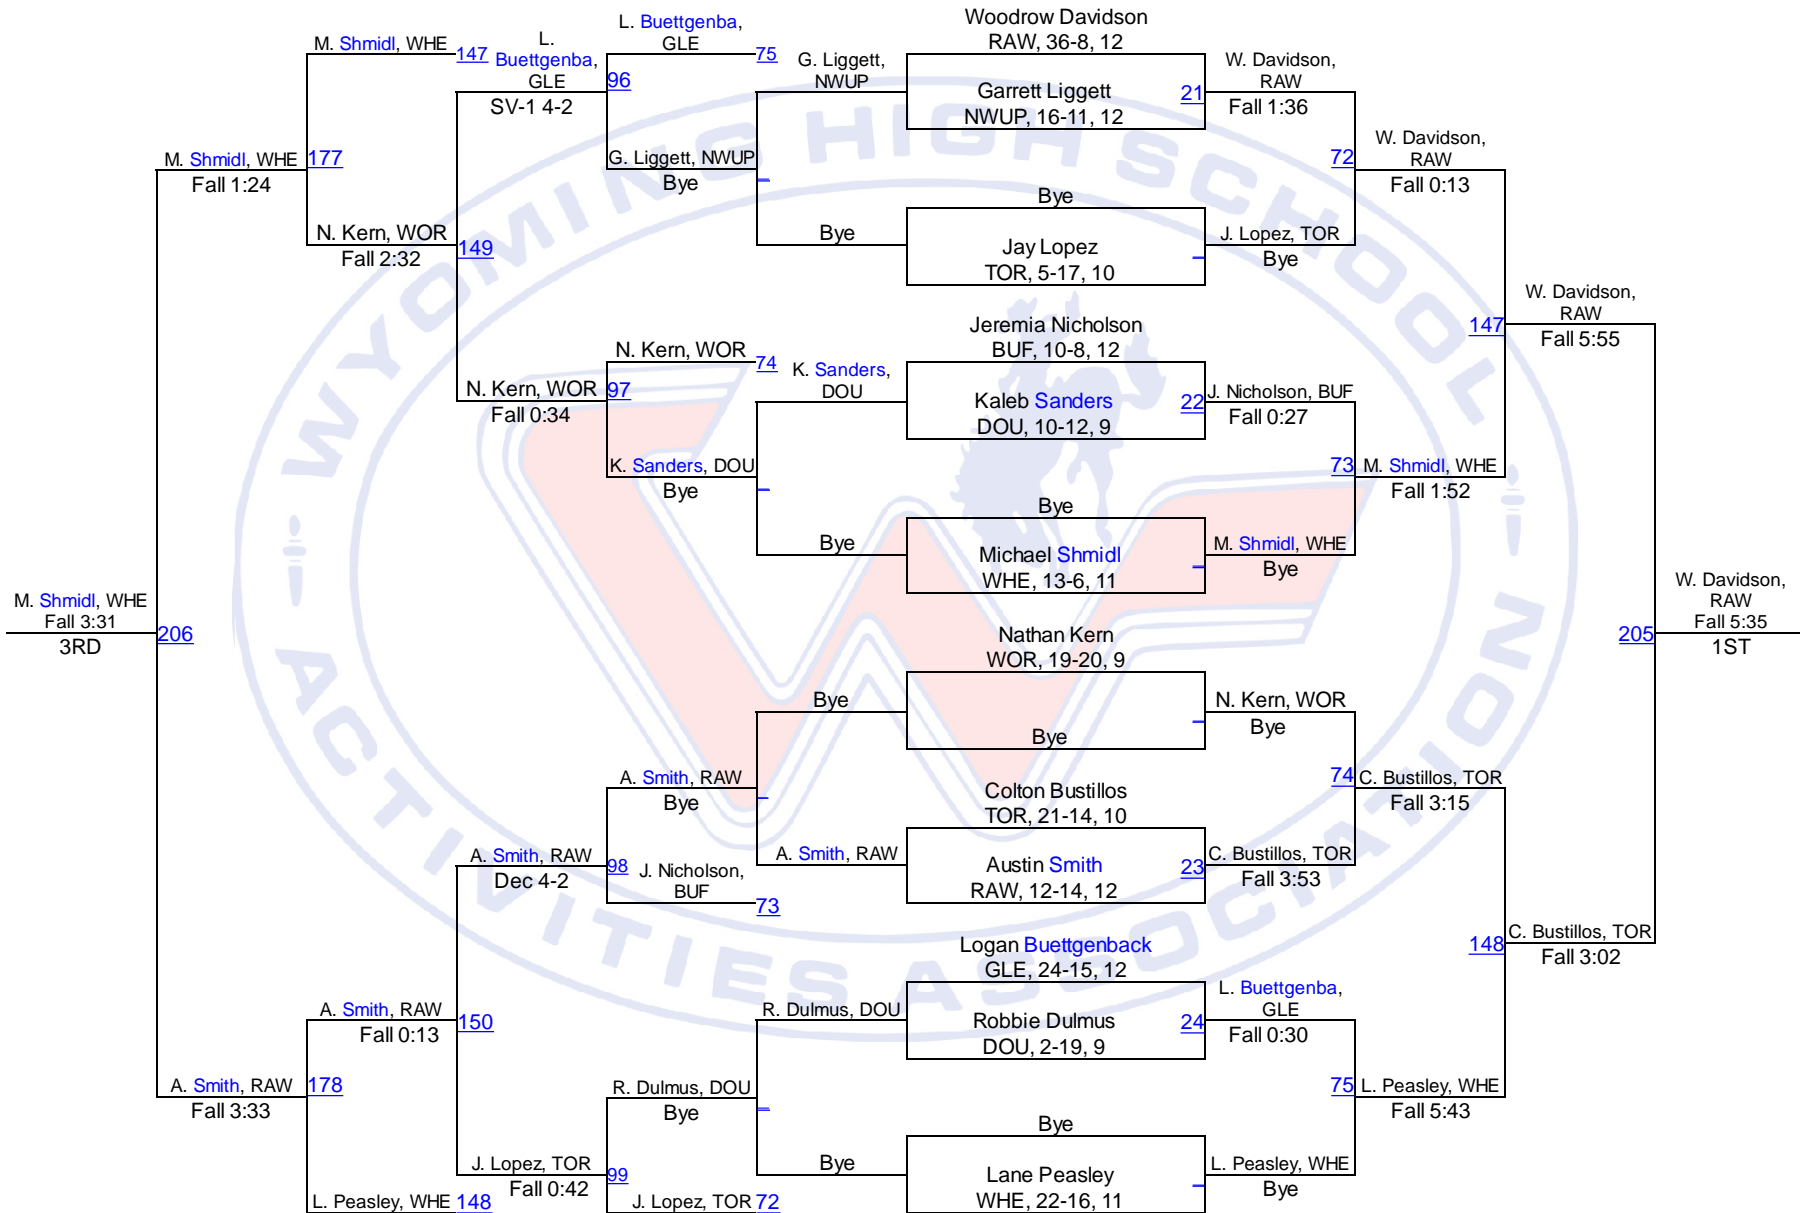 M. Shmidl, WHE
147
L.
Buettgenba,
GLE
SV-1 4-2
96
L. Buettgenba,
GLE
75
G. Liggett,
NWUP
Woodrow Davidson
RAW, 36-8, 12
Garrett Liggett
NWUP, 16-11, 12
21
W. Davidson,
RAW
Fall 1:36
M. Shmidl, WHE
Fall 1:24
177
G. Liggett, NWUP
Bye
72
W. Davidson,
RAW
Fall 0:13
N. Kern, WOR
Fall 2:32
149
Bye
Bye
Jay Lopez
TOR, 5-17, 10
J. Lopez, TOR
Bye
147
W. Davidson,
RAW
Fall 5:55
N. Kern, WOR
74
N. Kern, WOR
Fall 0:34
97
K. Sanders,
DOU
Jeremia Nicholson
BUF, 10-8, 12
Kaleb Sanders
DOU, 10-12, 9
22
J. Nicholson, BUF
Fall 0:27
K. Sanders, DOU
Bye
73
M. Shmidl, WHE
Fall 1:52
Bye
Bye
Michael Shmidl
WHE, 13-6, 11
M. Shmidl, WHE
Bye
M. Shmidl, WHE
Fall 3:31
3RD
206
205
W. Davidson,
RAW
Fall 5:35
1ST
Bye
Nathan Kern
WOR, 19-20, 9
Bye
N. Kern, WOR
Bye
A. Smith, RAW
Bye
74
C. Bustillos, TOR
Fall 3:15
A. Smith, RAW
Dec 4-2
98
J. Nicholson,
BUF
73
A. Smith, RAW
Colton Bustillos
TOR, 21-14, 10
Austin Smith
RAW, 12-14, 12
23
C. Bustillos, TOR
Fall 3:53
148
C. Bustillos, TOR
Fall 3:02
A. Smith, RAW
Fall 0:13
150
R. Dulmus, DOU
Logan Buettgenback
GLE, 24-15, 12
Robbie Dulmus
DOU, 2-19, 9
24
L. Buettgenba,
GLE
Fall 0:30
A. Smith, RAW
Fall 3:33
178
R. Dulmus, DOU
Bye
75
L. Peasley, WHE
Fall 5:43
J. Lopez, TOR
Fall 0:42
99
Bye
Bye
Lane Peasley
WHE, 22-16, 11
L. Peasley, WHE
Bye
L. Peasley, WHE
148
J. Lopez, TOR
72
WYOMING HIGH SCHOOL
ACTIVITIES ASSOCIATION